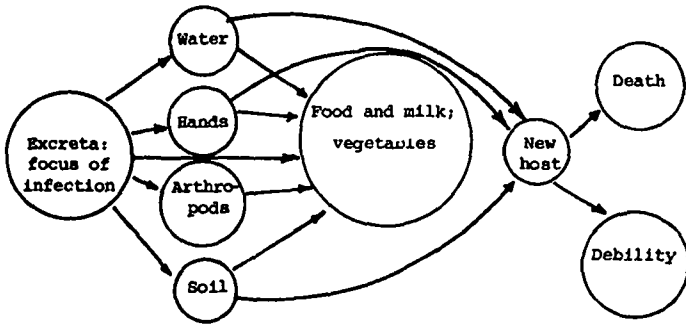 Water
Death
Hands
Food and milk;
vegetables
Excreta:
focus of
infection
New
host
Arthro-
pods
Debility
Soil